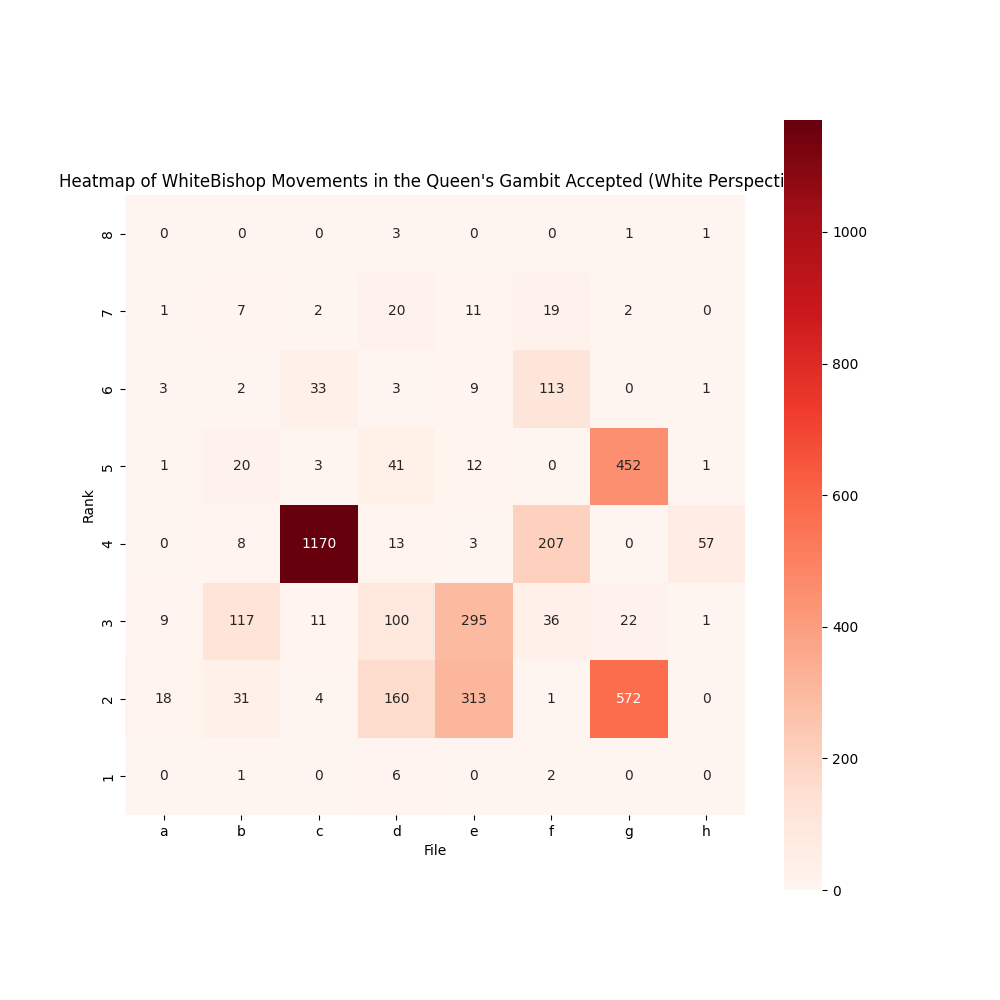 Heatmap of WhiteBishop Movements in the Queen's Gambit Accepted (White Perspecti
8 0 0 0 3 0 0 1 1
7 1 7 2 20 11 19 2 0
6 3 2 33 3 9 113 0 1
5 1 20 3 41 12 0 452 1
4 0 8 1170 13 3 207 0 57
3 9 117 11 100 295 36 22 1
2 18 31 4 160 313 1 572 0
1 0 1 0 6 0 2 0 0
a b c d e f g h
File
Rank
1000
800
600
400
200
0